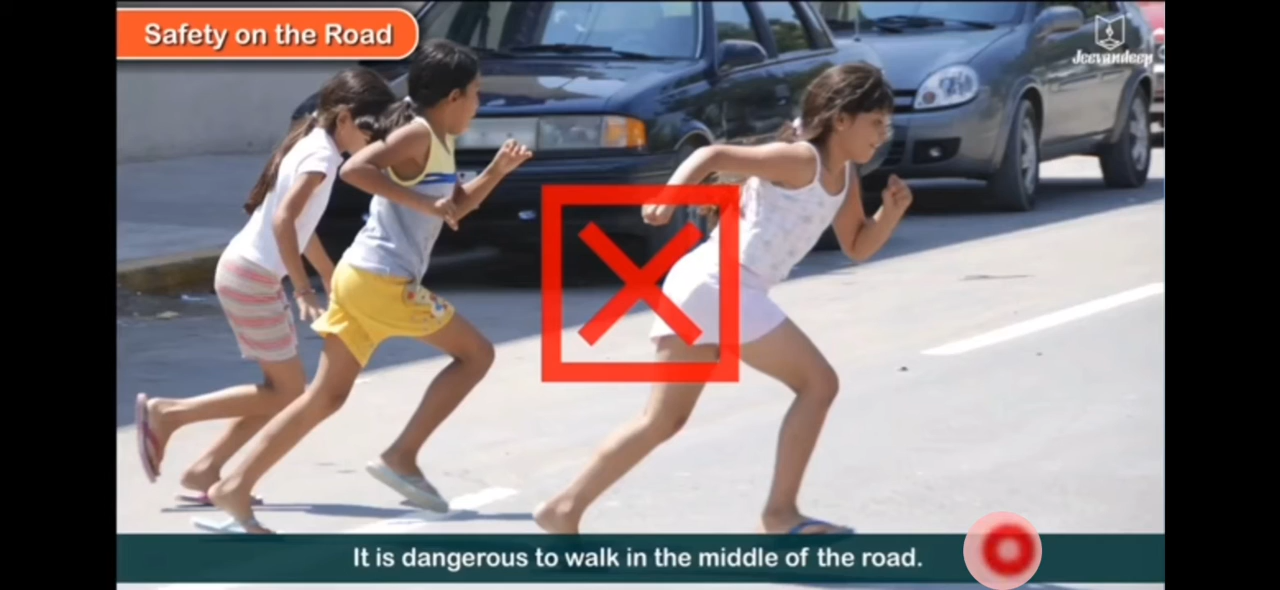 Safety on the Road
Jeevandeep
It is dangerous to walk in the middle of the road.